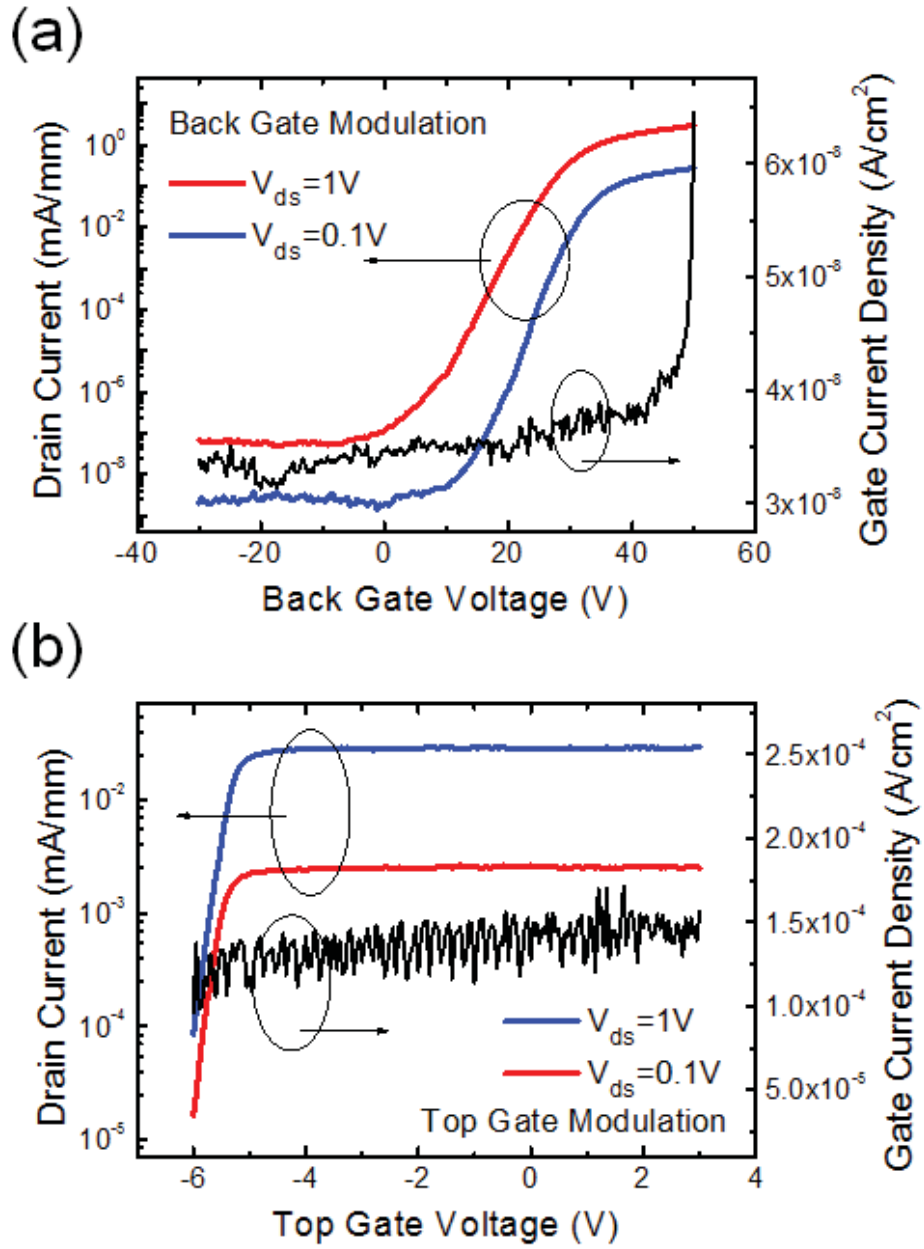 (a)
Back Gate Modulation
V_ds=1V
V_ds=0.1V
Drain Current (mA/mm)
10^0
10^-2
10^-4
10^-6
10^-8
Gate Current Density (A/cm^2)
6x10^-8
5x10^-8
4x10^-8
3x10^-8
-40 -20 0 20 40 60
Back Gate Voltage (V)
(b)
Drain Current (mA/mm)
10^-2
10^-3
10^-4
10^-5
Gate Current Density (A/cm^2)
2.5x10^-4
2.0x10^-4
1.5x10^-4
1.0x10^-4
5.0x10^-5
V_ds=1V
V_ds=0.1V
Top Gate Modulation
-6 -4 -2 0 2 4
Top Gate Voltage (V)